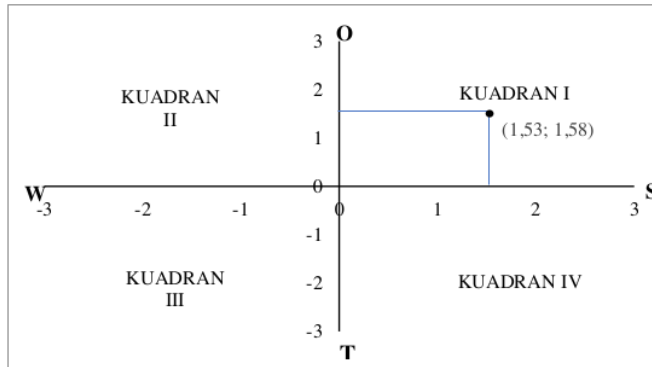 O
3
2
1
0
-1
-2
-3
T
W
S
-3 -2 -1 0 1 2 3
KUADRAN
II
KUADRAN I
(1,53; 1,58)
KUADRAN
III
KUADRAN IV